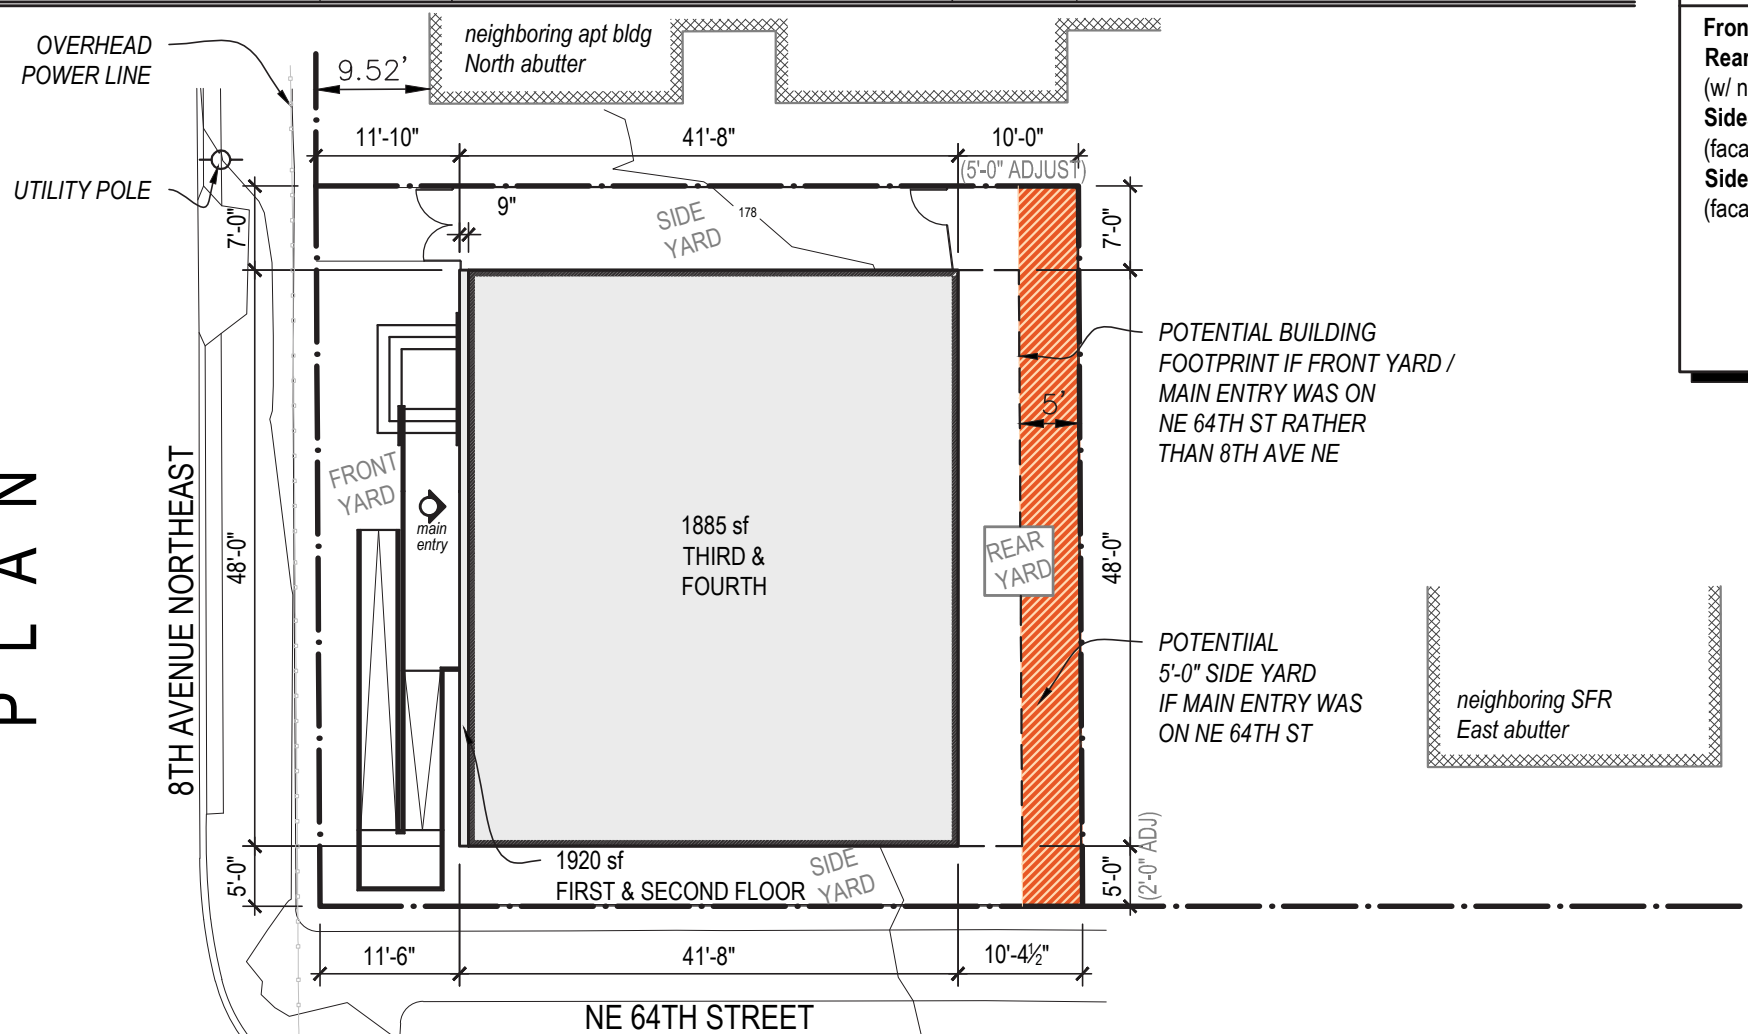 OVERHEAD
POWER LINE
neighboring apt bldg
North abutter
9.52'
Fron
Rear
(w/ n
Side
(faca
Side
(faca
11'-10"
41'-8"
10'-0"
(5'-0" ADJUST)
UTILITY POLE
7'-0"
9"
SIDE
YARD
178
7'-0"
POTENTIAL BUILDING
FOOTPRINT IF FRONT YARD /
MAIN ENTRY WAS ON
NE 64TH ST RATHER
THAN 8TH AVE NE
5'
PLAN
8TH AVENUE NORTHEAST
48'-0"
FRONT
YARD
main
entry
1885 sf
THIRD &
FOURTH
REAR
YARD
48'-0"
POTENTIIAL
5'-0" SIDE YARD
IF MAIN ENTRY WAS
ON NE 64TH ST
neighboring SFR
East abutter
5'-0"
1920 sf
FIRST & SECOND FLOOR
SIDE
YARD
5'-0"
(2'-0" ADJ)
11'-6"
41'-8"
10'-4½"
NE 64TH STREET